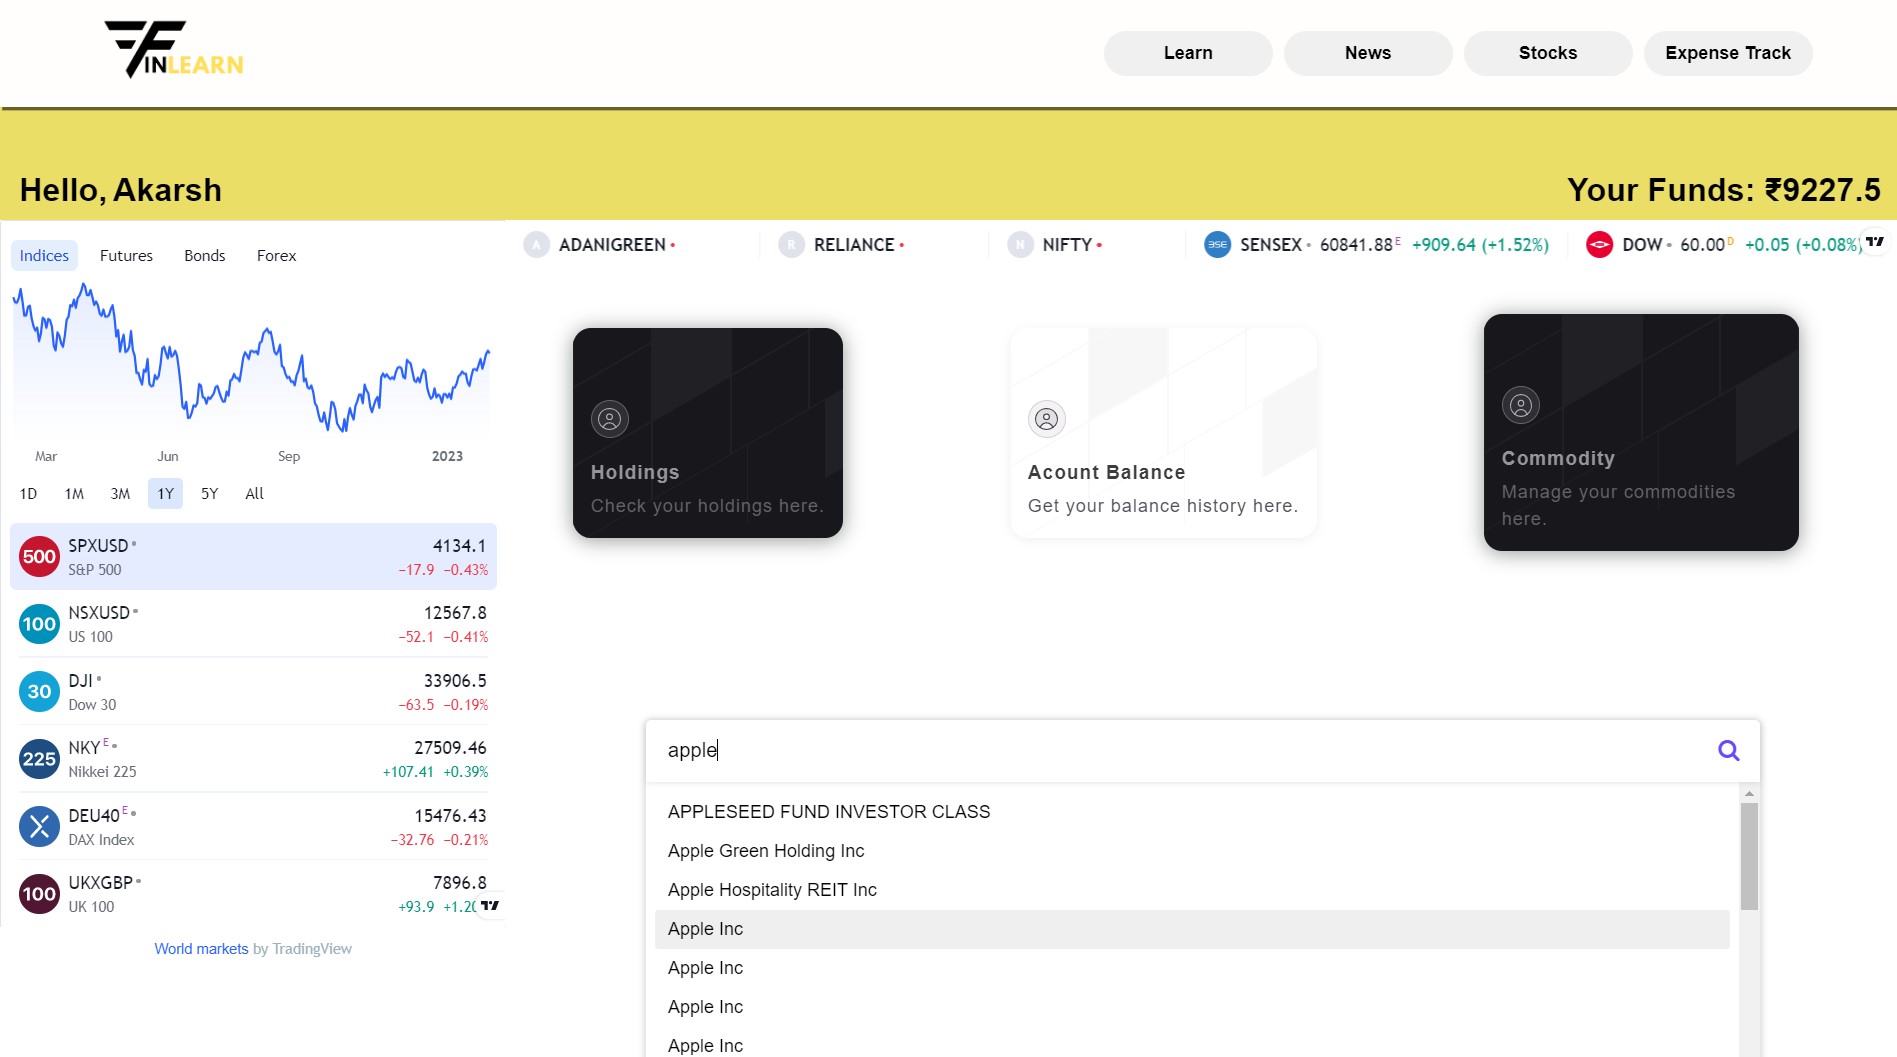 FINLEARN
Learn
News
Stocks
Expense Track
Hello, Akarsh
Your Funds: ₹9227.5
Indices
Futures
Bonds
Forex
A ADANIGREEN
R RELIANCE
N NIFTY
BSE SENSEX 60841.88 E +909.64 (+1.52%)
DOW 60.00 D +0.05 (+0.08%)
Mar
Jun
Sep
2023
1D
1M
3M
1Y
5Y
All
Holdings
Check your holdings here.
Acount Balance
Get your balance history here.
Commodity
Manage your commodities
here.
500 SPXUSD 4134.1
S&P 500 −17.9 −0.43%
100 NSXUSD 12567.8
US 100 −52.1 −0.41%
30 DJI 33906.5
Dow 30 −63.5 −0.19%
225 NKY E 27509.46
Nikkei 225 +107.41 +0.39%
DEU40 E 15476.43
DAX Index −32.76 −0.21%
100 UKXGBP 7896.8
UK 100 +93.9
World markets by TradingView
apple
APPLESEED FUND INVESTOR CLASS
Apple Green Holding Inc
Apple Hospitality REIT Inc
Apple Inc
Apple Inc
Apple Inc
Apple Inc